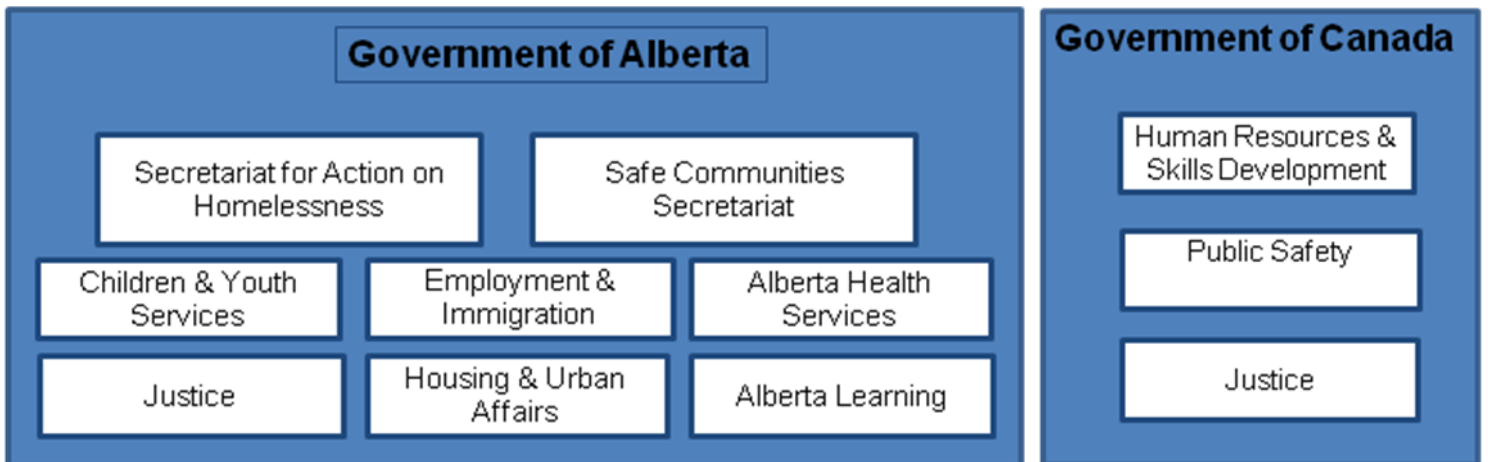 Government of Alberta
Secretariat for Action on
Homelessness
Safe Communities
Secretariat
Children & Youth
Services
Employment &
Immigration
Alberta Health
Services
Justice
Housing & Urban
Affairs
Alberta Learning
Government of Canada
Human Resources &
Skills Development
Public Safety
Justice